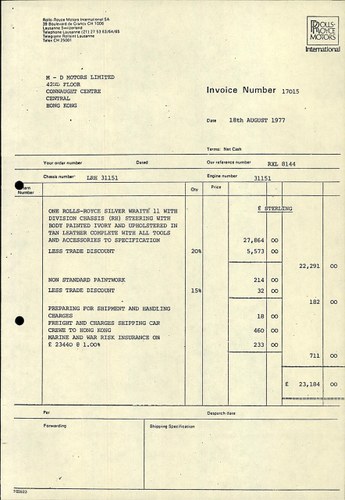 Rolls-Royce Motors International SA
Lausanne Switzerland
ROLLS-
ROYCE
MOTORS
International
M - D MOTORS LIMITED
42ND FLOOR
CONNAUGHT CENTRE
CENTRAL
HONG KONG
Invoice Number 17015
Date 18th AUGUST 1977
Terms: Net Cash
Your order number Dated Our reference number RXL 8144
Chassis number LRH 31151 Engine number 31151
Item
Number Qty Price
£ STERLING
ONE ROLLS-ROYCE SILVER WRAITH 11 WITH
DIVISION CHASSIS (RH) STEERING WITH
BODY PAINTED IVORY AND UPHOLSTERED IN
TAN LEATHER COMPLETE WITH ALL TOOLS
AND ACCESSORIES TO SPECIFICATION 27,864 00
LESS TRADE DISCOUNT 20% 5,573 00
22,291 00
NON STANDARD PAINTWORK 214 00
LESS TRADE DISCOUNT 15% 32 00
182 00
PREPARING FOR SHIPMENT AND HANDLING
CHARGES 18 00
FREIGHT AND CHARGES SHIPPING CAR
CREWE TO HONG KONG 460 00
MARINE AND WAR RISK INSURANCE ON
£ 23440 @ 1.00% 233 00
711 00
£ 23,184 00
Per Despatch date
Forwarding Shipping Specification